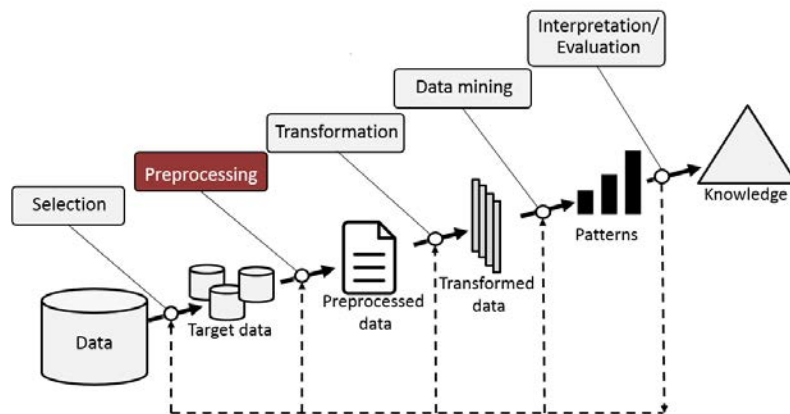 Interpretation/
Evaluation
Data mining
Transformation
Preprocessing
Selection
Knowledge
Patterns
Transformed
data
Preprocessed
data
Target data
Data